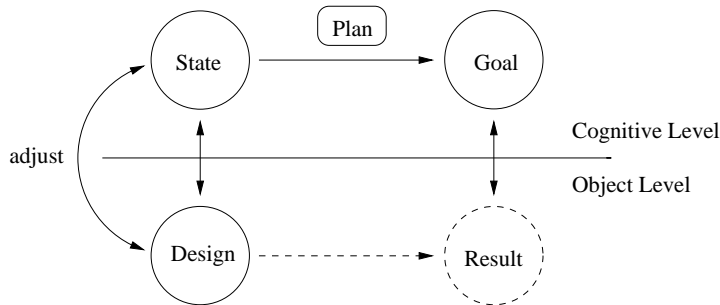 Plan
State
Goal
Cognitive Level
adjust
Object Level
Design
Result